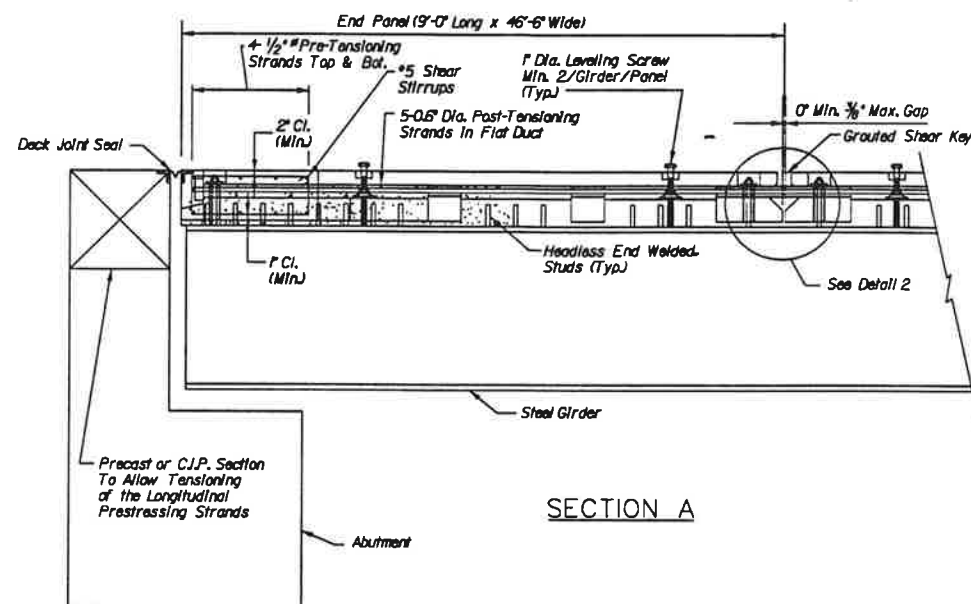 End Panel (9'-0" Long x 46'-6" Wide)
4- 1/2" ø Pre-Tensioning
Strands Top & Bot.
#5 Shear
Stirrups
1" Dia. Leveling Screw
Min. 2/Girder/Panel
(Typ.)
0" Min. 3/8" Max. Gap
2" Cl.
(Min.)
5-0.6" Dia. Post-Tensioning
Strands In Flat Duct
Grouted Shear Key
Deck Joint Seal
1" Cl.
(Min.)
Headless End Welded
Studs (Typ.)
See Detail 2
Steel Girder
Precast or C.I.P. Section
To Allow Tensioning
of the Longitudinal
Prestressing Strands
SECTION A
Abutment